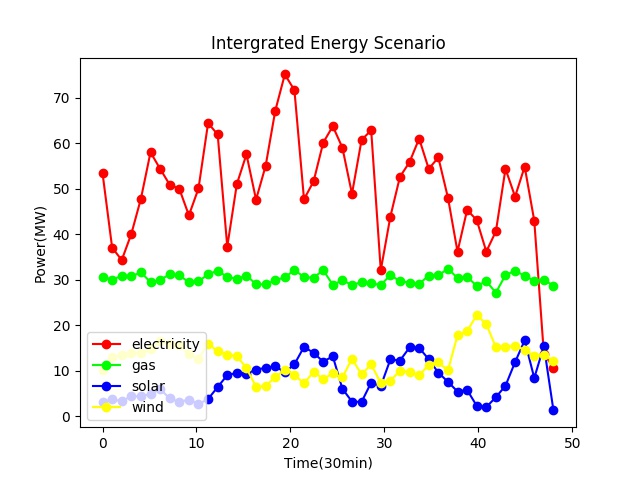 Intergrated Energy Scenario
Power(MW)
70
60
50
40
30
20
10
0
electricity
gas
solar
wind
0 10 20 30 40 50
Time(30min)